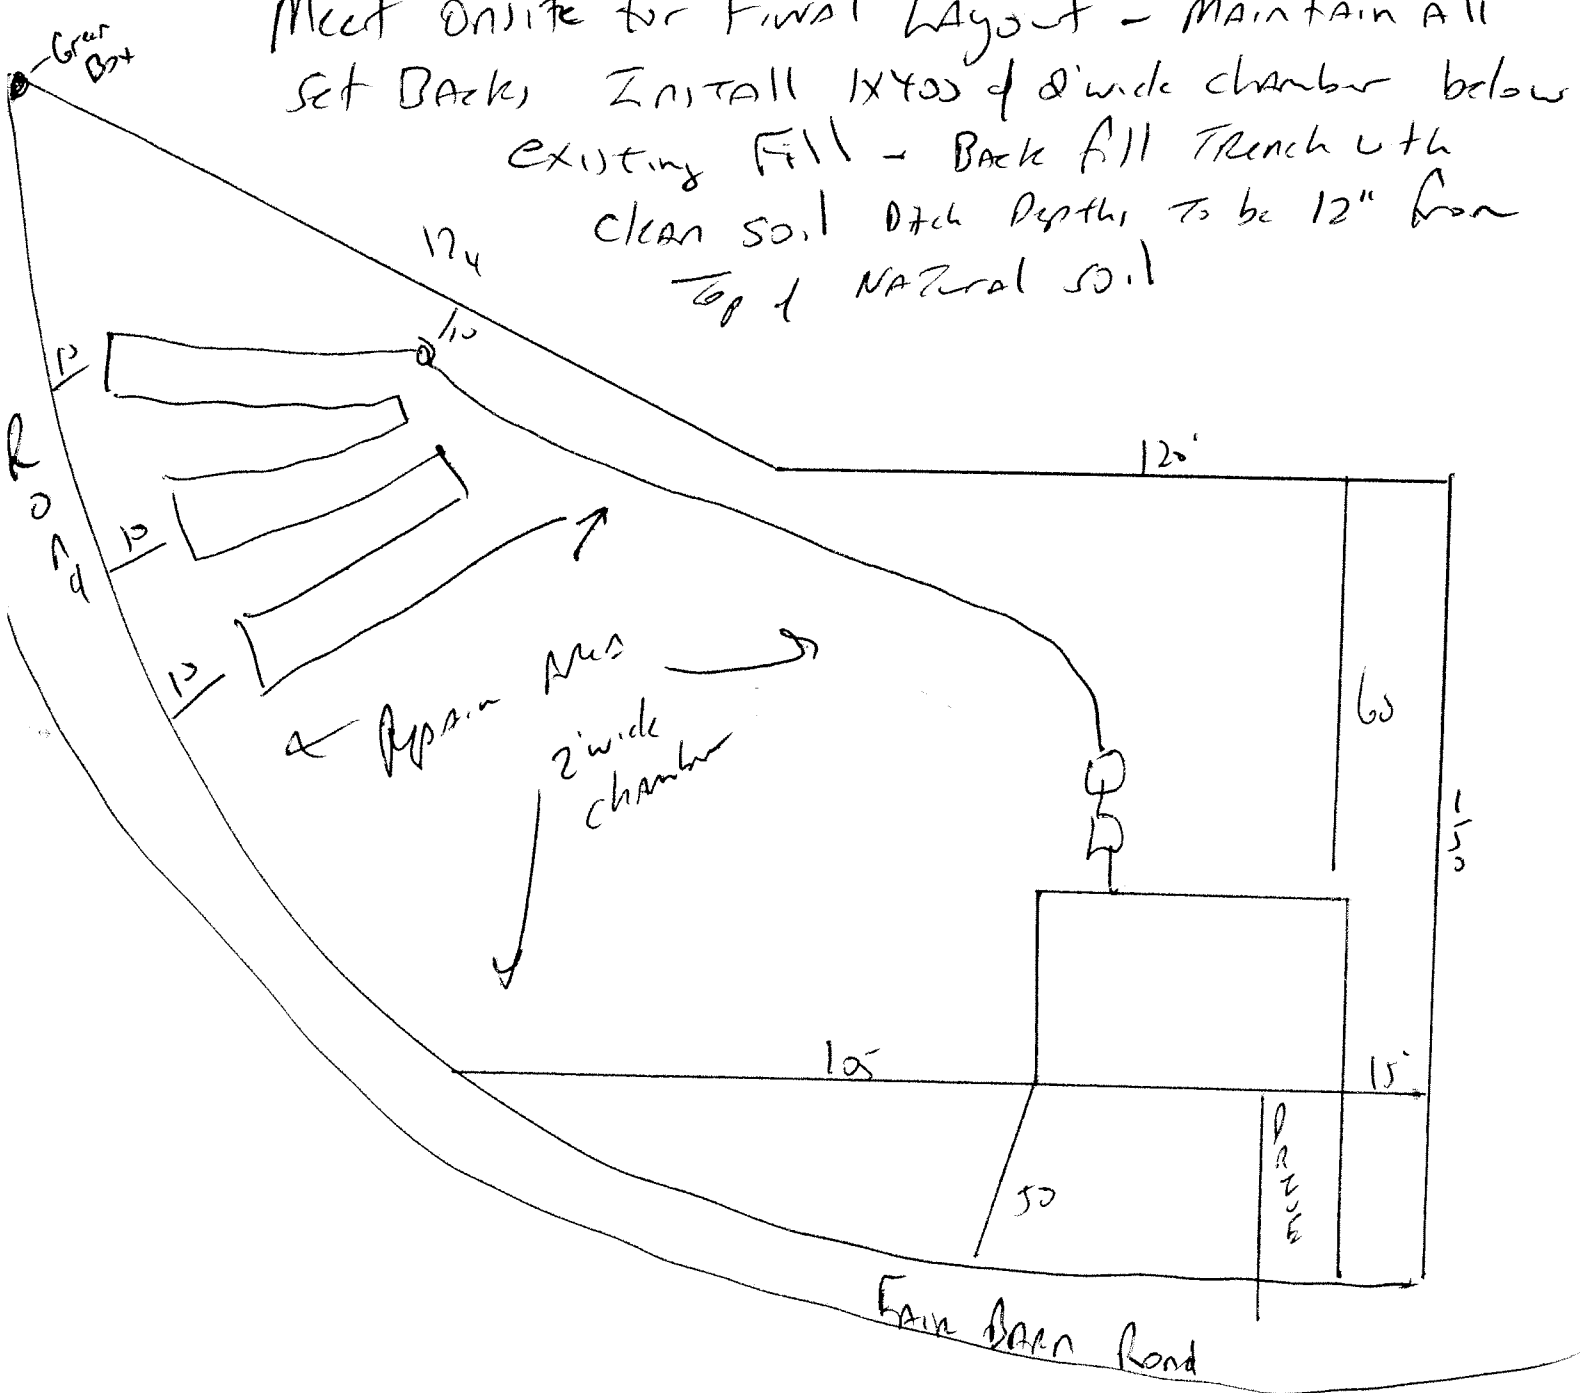 Meet Onsite for Final Layout - Maintain All
Set Backs Install 1x400 of 2' wide chamber below
existing Fill - Back fill Trench with
clean soil Ditch Depths To be 12" from
Top of Natural soil
Green
Box
124
10
10
Road
10
10
120'
60
150
Repair Area
2' wide
chamber
105
15'
50
DRIVE
Fair Barn Road